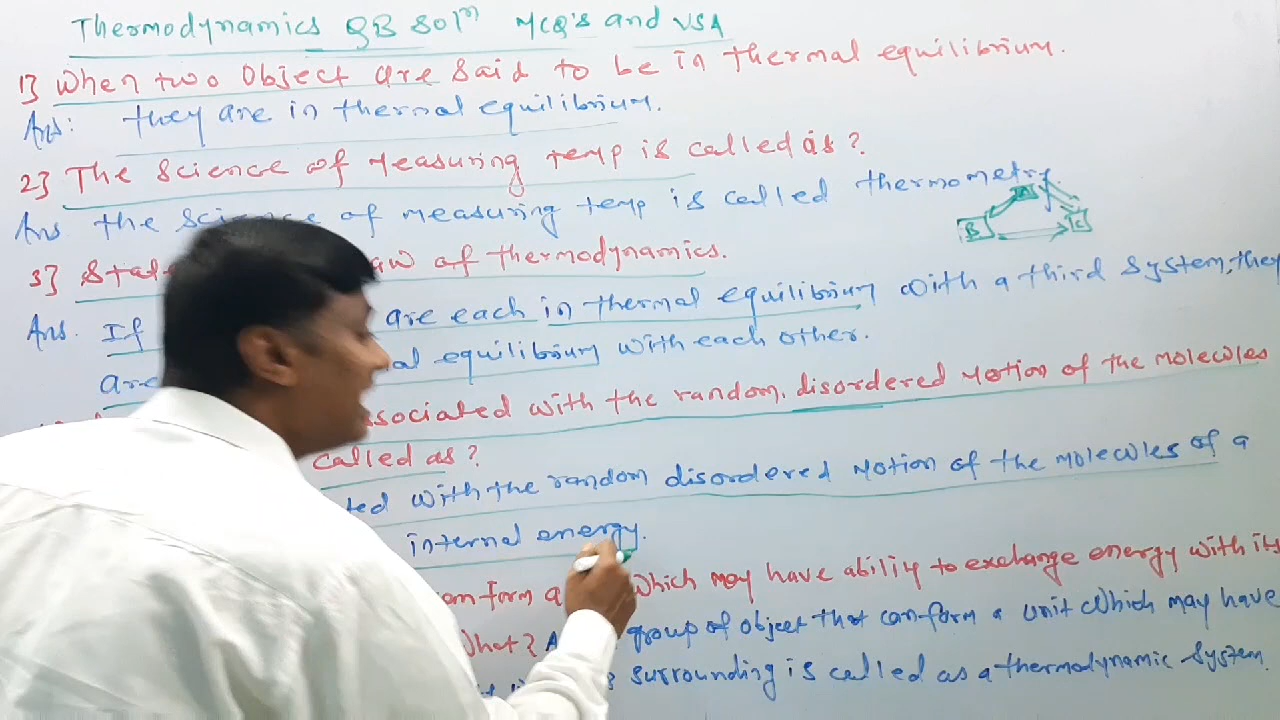 Thermodynamics QB Solⁿ MCQ's and VSA
1] When two Object are said to be in thermal equilibrium.
Ans: they are in thermal equilibrium.
2] The science of Measuring temp is called as?
Ans the science of measuring temp is called thermometry.
A
B C
3] State law of thermodynamics.
Ans. If are each in thermal equilibrium with a third system, they
are equilibrium with each other.
with the random, disordered Motion of the molecules
called as?
with the random disordered Motion of the molecules of a
internal energy.
form a which may have ability to exchange energy with its
What? group of object that can form a unit which may have
surrounding is called as a thermodynamic system.